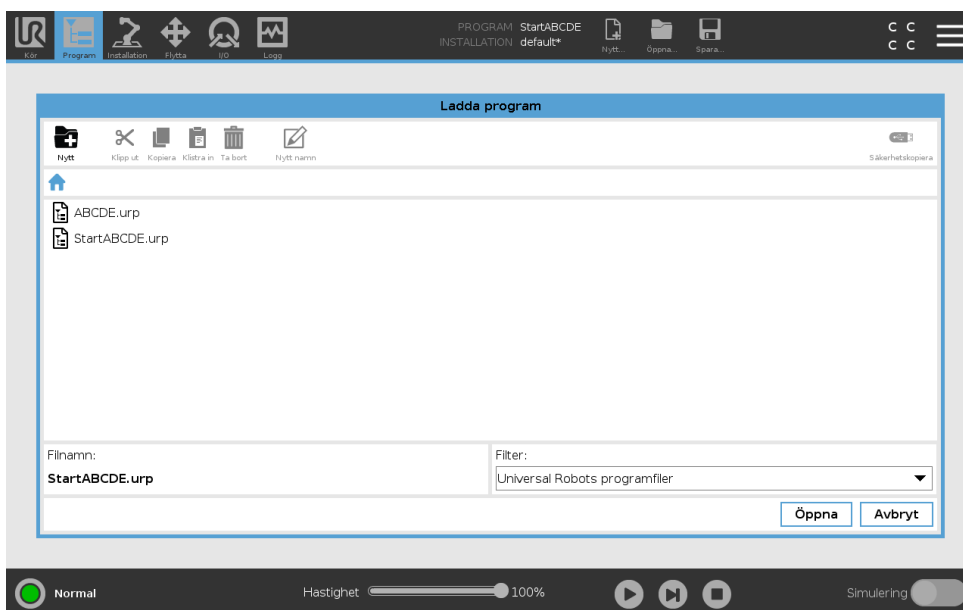 PROGRAM StartABCDE
INSTALLATION default*
Kör Program Installation Flytta I/O Logg Nytt... Öppna... Spara...
C C
C C
Ladda program
Nytt Klipp ut Kopiera Klistra in Ta bort Nytt namn Säkerhetskopiera
ABCDE.urp
StartABCDE.urp
Filnamn: Filter:
StartABCDE.urp Universal Robots programfiler
Öppna Avbryt
Normal Hastighet 100% Simulering